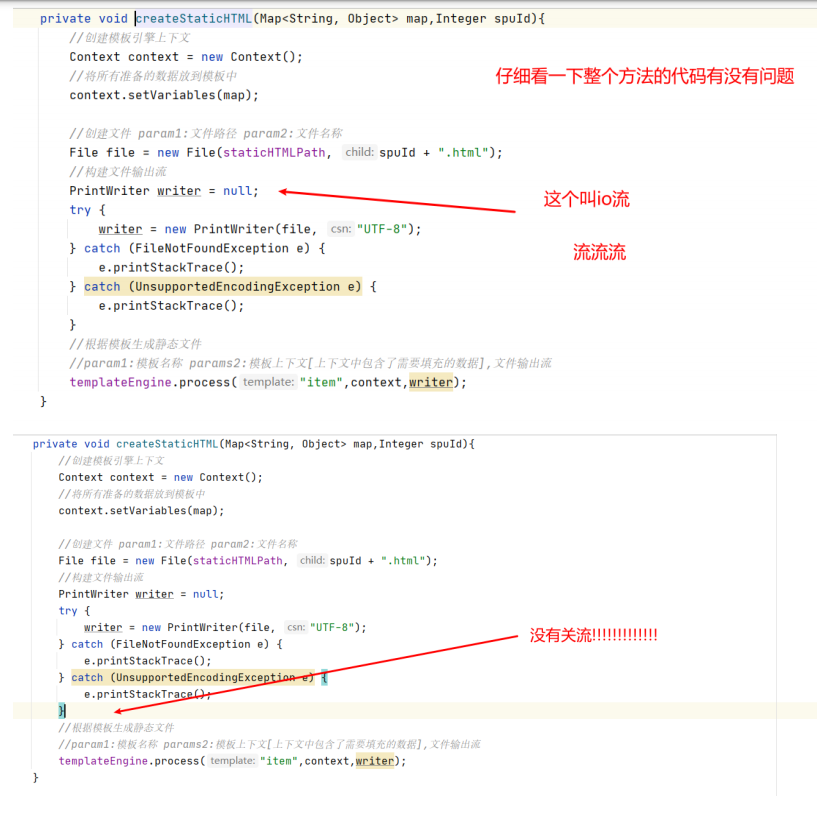 private void createStaticHTML(Map<String, Object> map,Integer spuId){
//创建模板引擎上下文
Context context = new Context();
//将所有准备的数据放到模板中
context.setVariables(map);
仔细看一下整个方法的代码有没有问题
//创建文件 param1:文件路径 param2:文件名称
File file = new File(staticHTMLPath, child: spuId + ".html");
//构建文件输出流
PrintWriter writer = null;
这个叫io流
try {
writer = new PrintWriter(file, csn: "UTF-8");
} catch (FileNotFoundException e) {
流流流
e.printStackTrace();
} catch (UnsupportedEncodingException e) {
e.printStackTrace();
}
//根据模板生成静态文件
//param1:模板名称 params2:模板上下文[上下文中包含了需要填充的数据],文件输出流
templateEngine.process( template: "item",context,writer);
}
private void createStaticHTML(Map<String, Object> map,Integer spuId){
//创建模板引擎上下文
Context context = new Context();
//将所有准备的数据放到模板中
context.setVariables(map);
//创建文件 param1:文件路径 param2:文件名称
File file = new File(staticHTMLPath, child: spuId + ".html");
//构建文件输出流
PrintWriter writer = null;
try {
writer = new PrintWriter(file, csn: "UTF-8");
没有关流!!!!!!!!!!!!!
} catch (FileNotFoundException e) {
e.printStackTrace();
} catch (UnsupportedEncodingException e) {
e.printStackTrace();
}
//根据模板生成静态文件
//param1:模板名称 params2:模板上下文[上下文中包含了需要填充的数据],文件输出流
templateEngine.process( template: "item",context,writer);
}